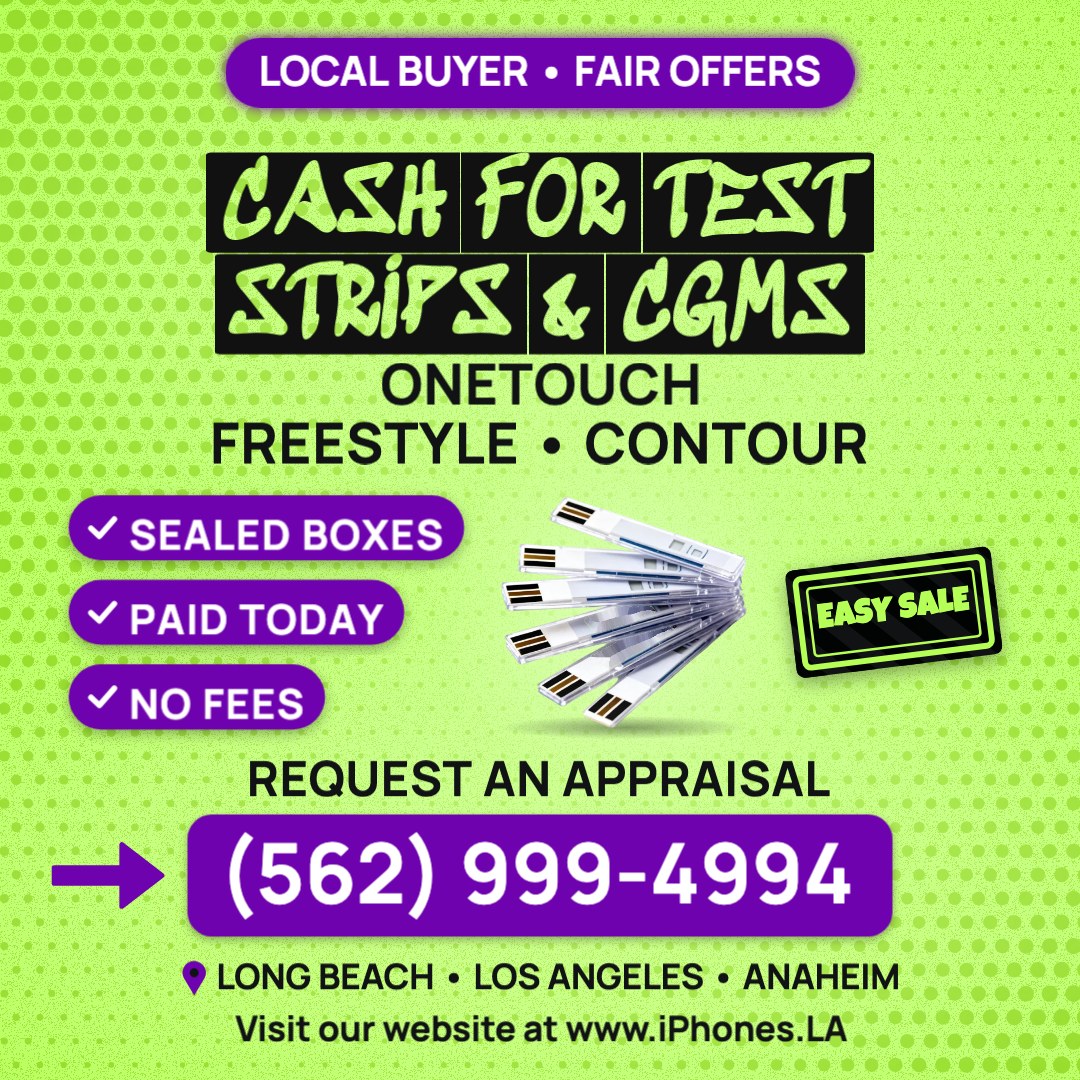 LOCAL BUYER • FAIR OFFERS
CASH FOR TEST
STRIPS & CGMS
ONETOUCH
FREESTYLE • CONTOUR
✓ SEALED BOXES
✓ PAID TODAY
✓ NO FEES
EASY SALE
REQUEST AN APPRAISAL
(562) 999-4994
LONG BEACH • LOS ANGELES • ANAHEIM
Visit our website at www.iPhones.LA